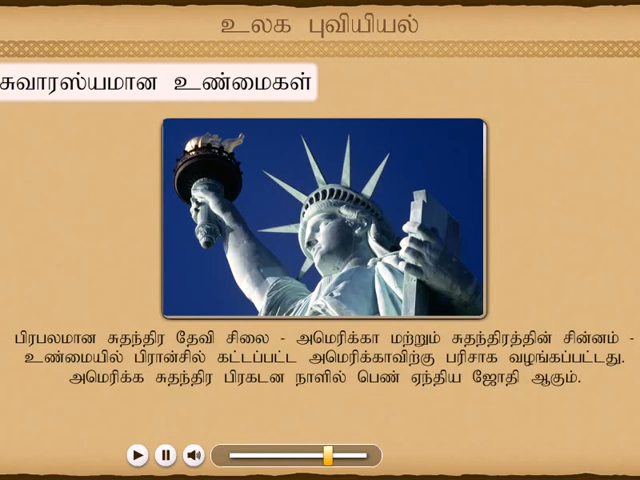 உலக புவியியல்
சுவாரஸ்யமான உண்மைகள்
பிரபலமான சுதந்திர தேவி சிலை - அமெரிக்கா மற்றும் சுதந்திரத்தின் சின்னம் -
உண்மையில் பிரான்சில் கட்டப்பட்ட அமெரிக்காவிற்கு பரிசாக வழங்கப்பட்டது.
அமெரிக்க சுதந்திர பிரகடன நாளில் பெண் ஏந்திய ஜோதி ஆகும்.